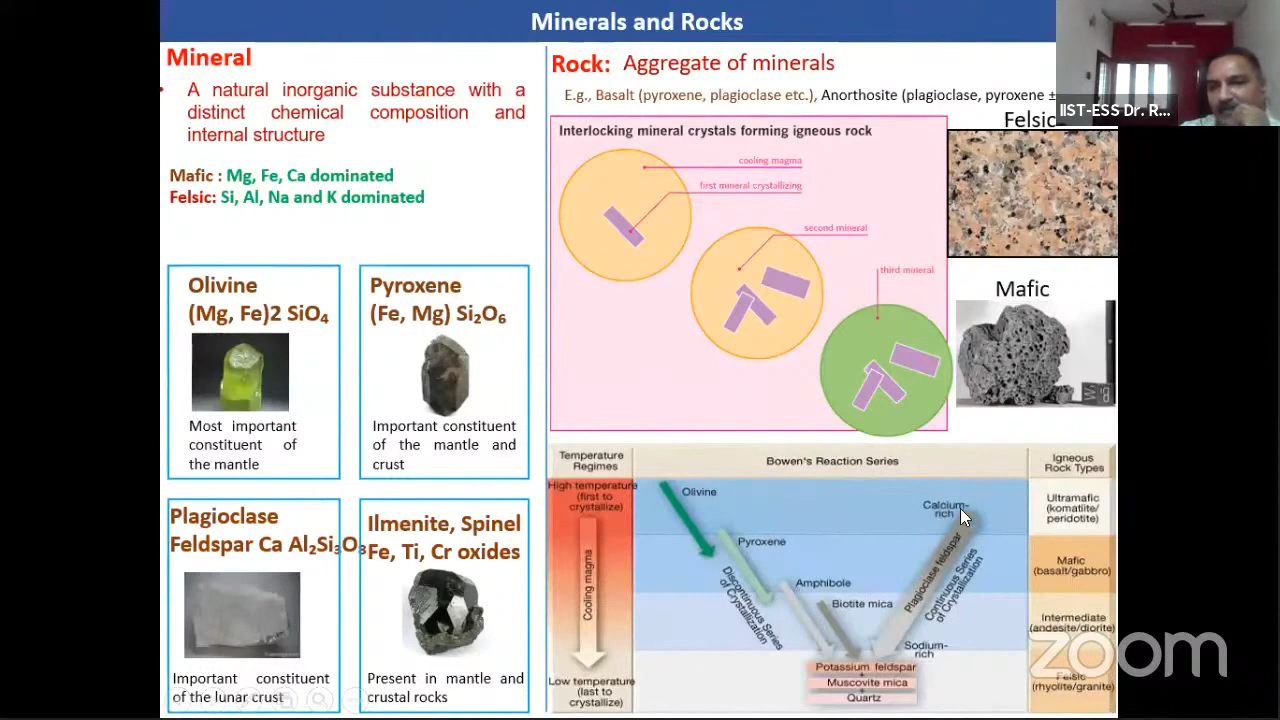 Minerals and Rocks
Mineral
• A natural inorganic substance with a
distinct chemical composition and
internal structure
Mafic : Mg, Fe, Ca dominated
Felsic: Si, Al, Na and K dominated
Olivine
(Mg, Fe)2 SiO₄
Most important
constituent of
the mantle
Pyroxene
(Fe, Mg) Si₂O₆
Important constituent
of the mantle and
crust
Plagioclase
Feldspar Ca Al₂Si₃O₈
Important constituent
of the lunar crust
Ilmenite, Spinel
Fe, Ti, Cr oxides
Present in mantle and
crustal rocks
Rock: Aggregate of minerals
E.g., Basalt (pyroxene, plagioclase etc.), Anorthosite (plagioclase, pyroxene ±
IIST-ESS Dr. R...
Interlocking mineral crystals forming igneous rock
cooling magma
first mineral crystallizing
second mineral
third mineral
Felsic
Mafic
Temperature
Regimes
Bowen's Reaction Series
Igneous
Rock Types
High temperature
(first to
crystallize)
Cooling magma
Low temperature
(last to
crystallize)
Olivine
Pyroxene
Amphibole
Biotite mica
Discontinuous Series
of Crystallization
Calcium-
rich
Plagioclase feldspar
Continuous Series
of Crystallization
Sodium-
rich
Potassium feldspar
+
Muscovite mica
+
Quartz
Ultramafic
(komatiite/
peridotite)
Mafic
(basalt/gabbro)
Intermediate
(andesite/diorite)
Felsic
(rhyolite/granite)
zoom